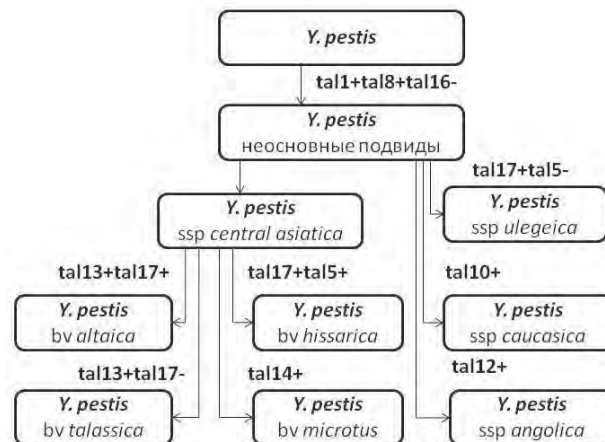 Y. pestis
tal1+tal8+tal16-
Y. pestis
неосновные подвиды
tal17+tal5-
Y. pestis
ssp ulegeica
Y. pestis
ssp central asiatica
tal13+tal17+
tal17+tal5+
tal10+
Y. pestis
bv altaica
Y. pestis
bv hissarica
Y. pestis
ssp caucasica
tal13+tal17-
tal14+
tal12+
Y. pestis
bv talassica
Y. pestis
bv microtus
Y. pestis
ssp angolica